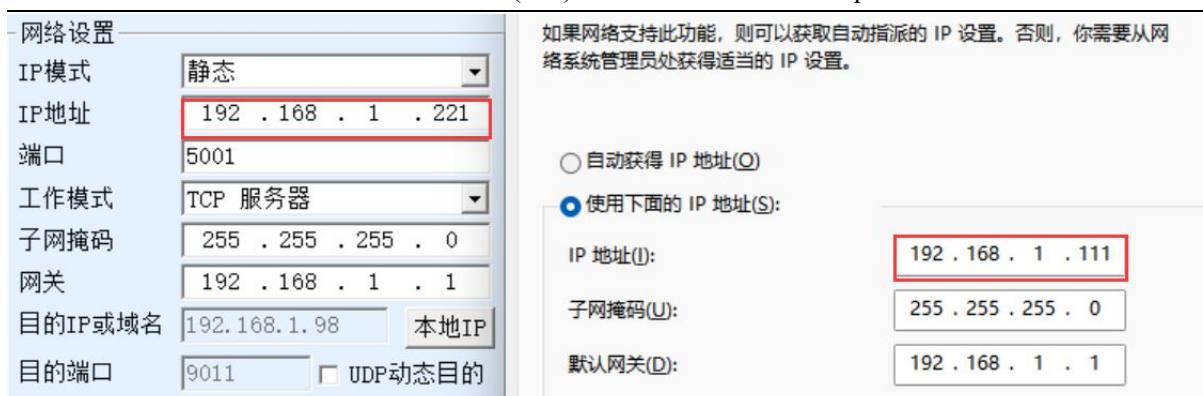 网络设置
IP模式 静态
IP地址 192 . 168 . 1 . 221
端口 5001
工作模式 TCP 服务器
子网掩码 255 . 255 . 255 . 0
网关 192 . 168 . 1 . 1
目的IP或域名 192.168.1.98 本地IP
目的端口 9011 UDP动态目的
如果网络支持此功能，则可以获取自动指派的 IP 设置。否则，你需要从网
络系统管理员处获得适当的 IP 设置。
自动获得 IP 地址(O)
使用下面的 IP 地址(S):
IP 地址(I): 192 . 168 . 1 . 111
子网掩码(U): 255 . 255 . 255 . 0
默认网关(D): 192 . 168 . 1 . 1